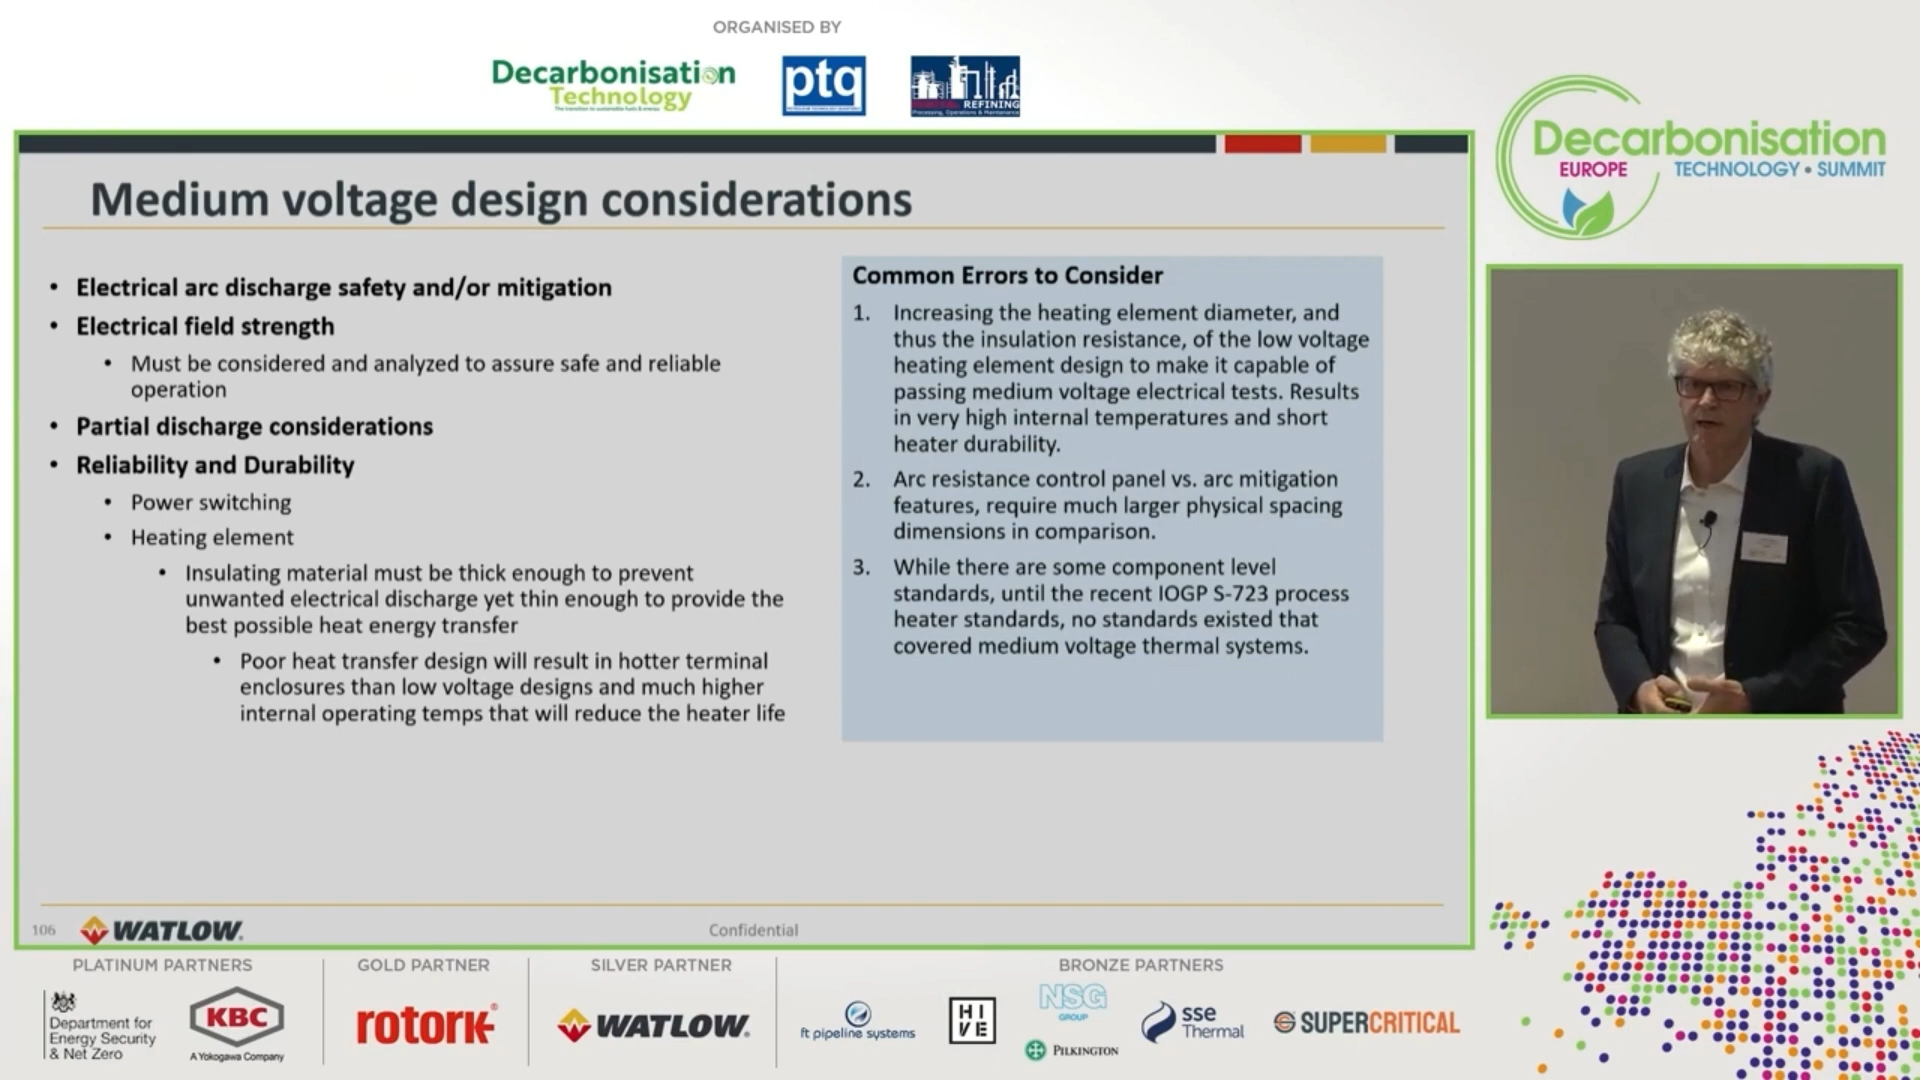 ORGANISED BY
Decarbonisation
Technology
ptq
REFINING
Processing, Operations & Maintenance
Decarbonisation
EUROPE TECHNOLOGY • SUMMIT
Medium voltage design considerations
• Electrical arc discharge safety and/or mitigation
• Electrical field strength
• Must be considered and analyzed to assure safe and reliable
operation
• Partial discharge considerations
• Reliability and Durability
• Power switching
• Heating element
• Insulating material must be thick enough to prevent
unwanted electrical discharge yet thin enough to provide the
best possible heat energy transfer
• Poor heat transfer design will result in hotter terminal
enclosures than low voltage designs and much higher
internal operating temps that will reduce the heater life
Common Errors to Consider
1. Increasing the heating element diameter, and
thus the insulation resistance, of the low voltage
heating element design to make it capable of
passing medium voltage electrical tests. Results
in very high internal temperatures and short
heater durability.
2. Arc resistance control panel vs. arc mitigation
features, require much larger physical spacing
dimensions in comparison.
3. While there are some component level
standards, until the recent IOGP S-723 process
heater standards, no standards existed that
covered medium voltage thermal systems.
106
WATLOW
Confidential
PLATINUM PARTNERS
Department for
Energy Security
& Net Zero
KBC
A Yokogawa Company
GOLD PARTNER
rotork®
SILVER PARTNER
WATLOW
BRONZE PARTNERS
ft pipeline systems
HI
VE
NSG
GROUP
PILKINGTON
sse
Thermal
SUPERCRITICAL